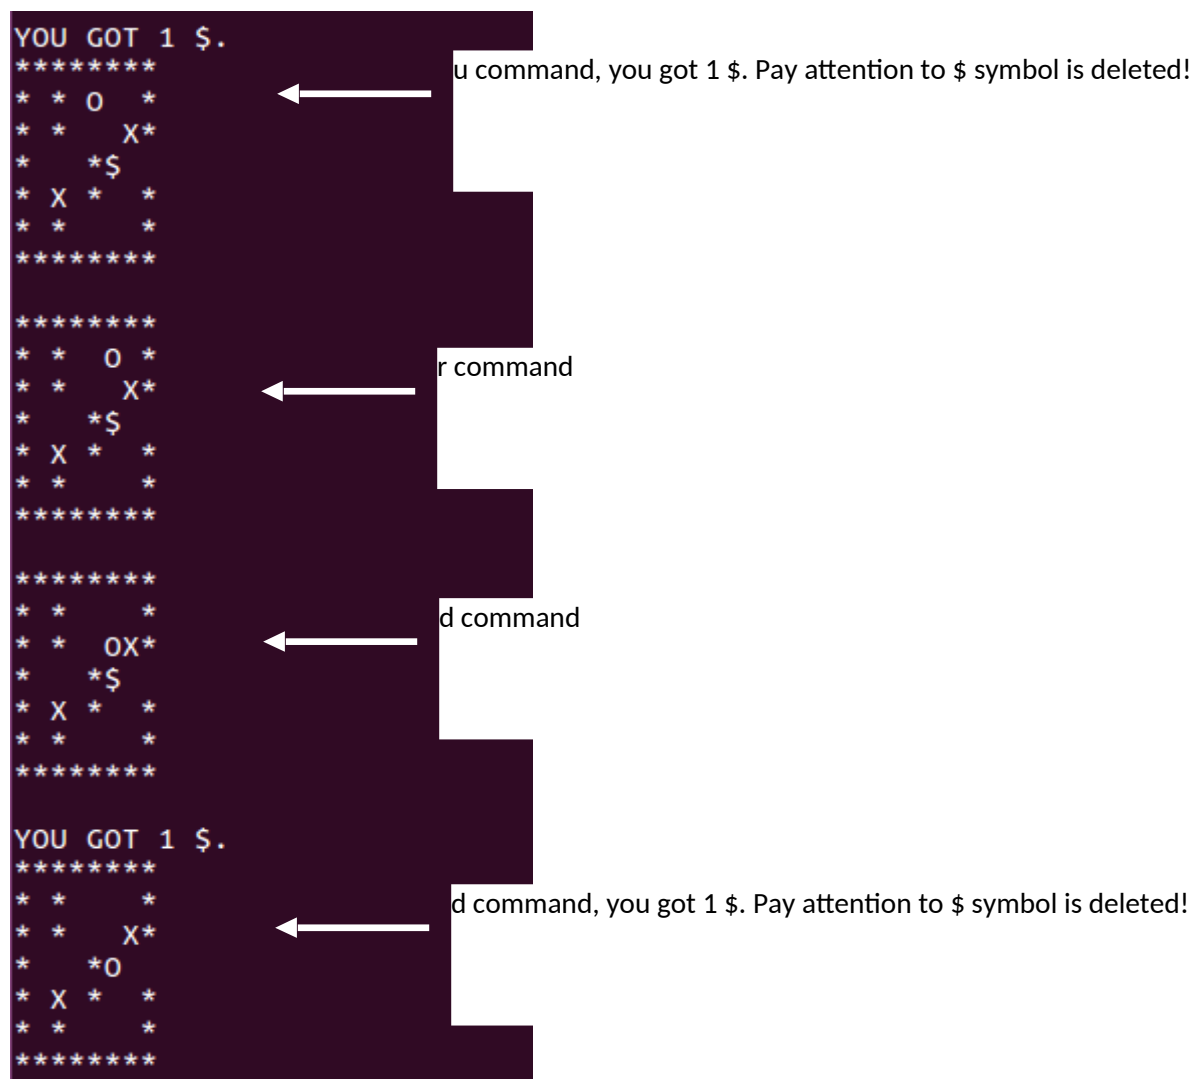 YOU GOT 1 $.
********
u command, you got 1 $. Pay attention to $ symbol is deleted!
* * O  *
* *   X*
*   *$
* X *  *
* *    *
********
********
* *  O *
r command
* *   X*
*   *$
* X *  *
* *    *
********
********
* *    *
d command
* *  OX*
*   *$
* X *  *
* *    *
********
YOU GOT 1 $.
********
* *    *
d command, you got 1 $. Pay attention to $ symbol is deleted!
* *   X*
*   *O
* X *  *
* *    *
********